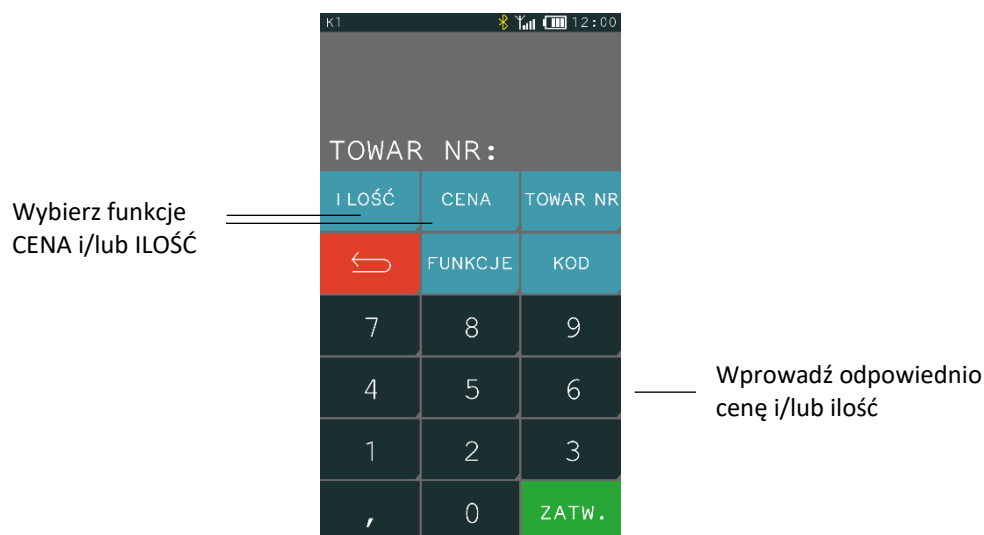 K1 12:00
TOWAR NR:
ILOŚĆ CENA TOWAR NR
Wybierz funkcje
CENA i/lub ILOŚĆ
FUNKCJE KOD
7 8 9
4 5 6
Wprowadź odpowiednio
cenę i/lub ilość
1 2 3
, 0 ZATW.